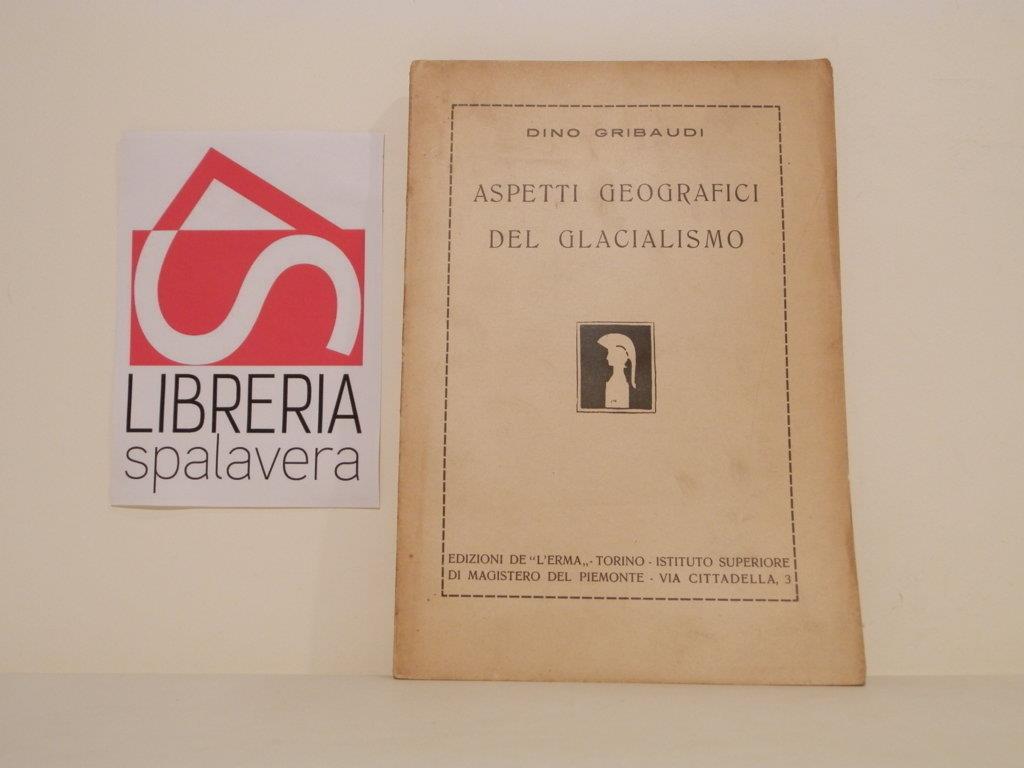 LIBRERIA
spalavera
DINO GRIBAUDI
ASPETTI GEOGRAFICI
DEL GLACIALISMO
EDIZIONI DE "L'ERMA„ - TORINO - ISTITUTO SUPERIORE
DI MAGISTERO DEL PIEMONTE - VIA CITTADELLA, 3